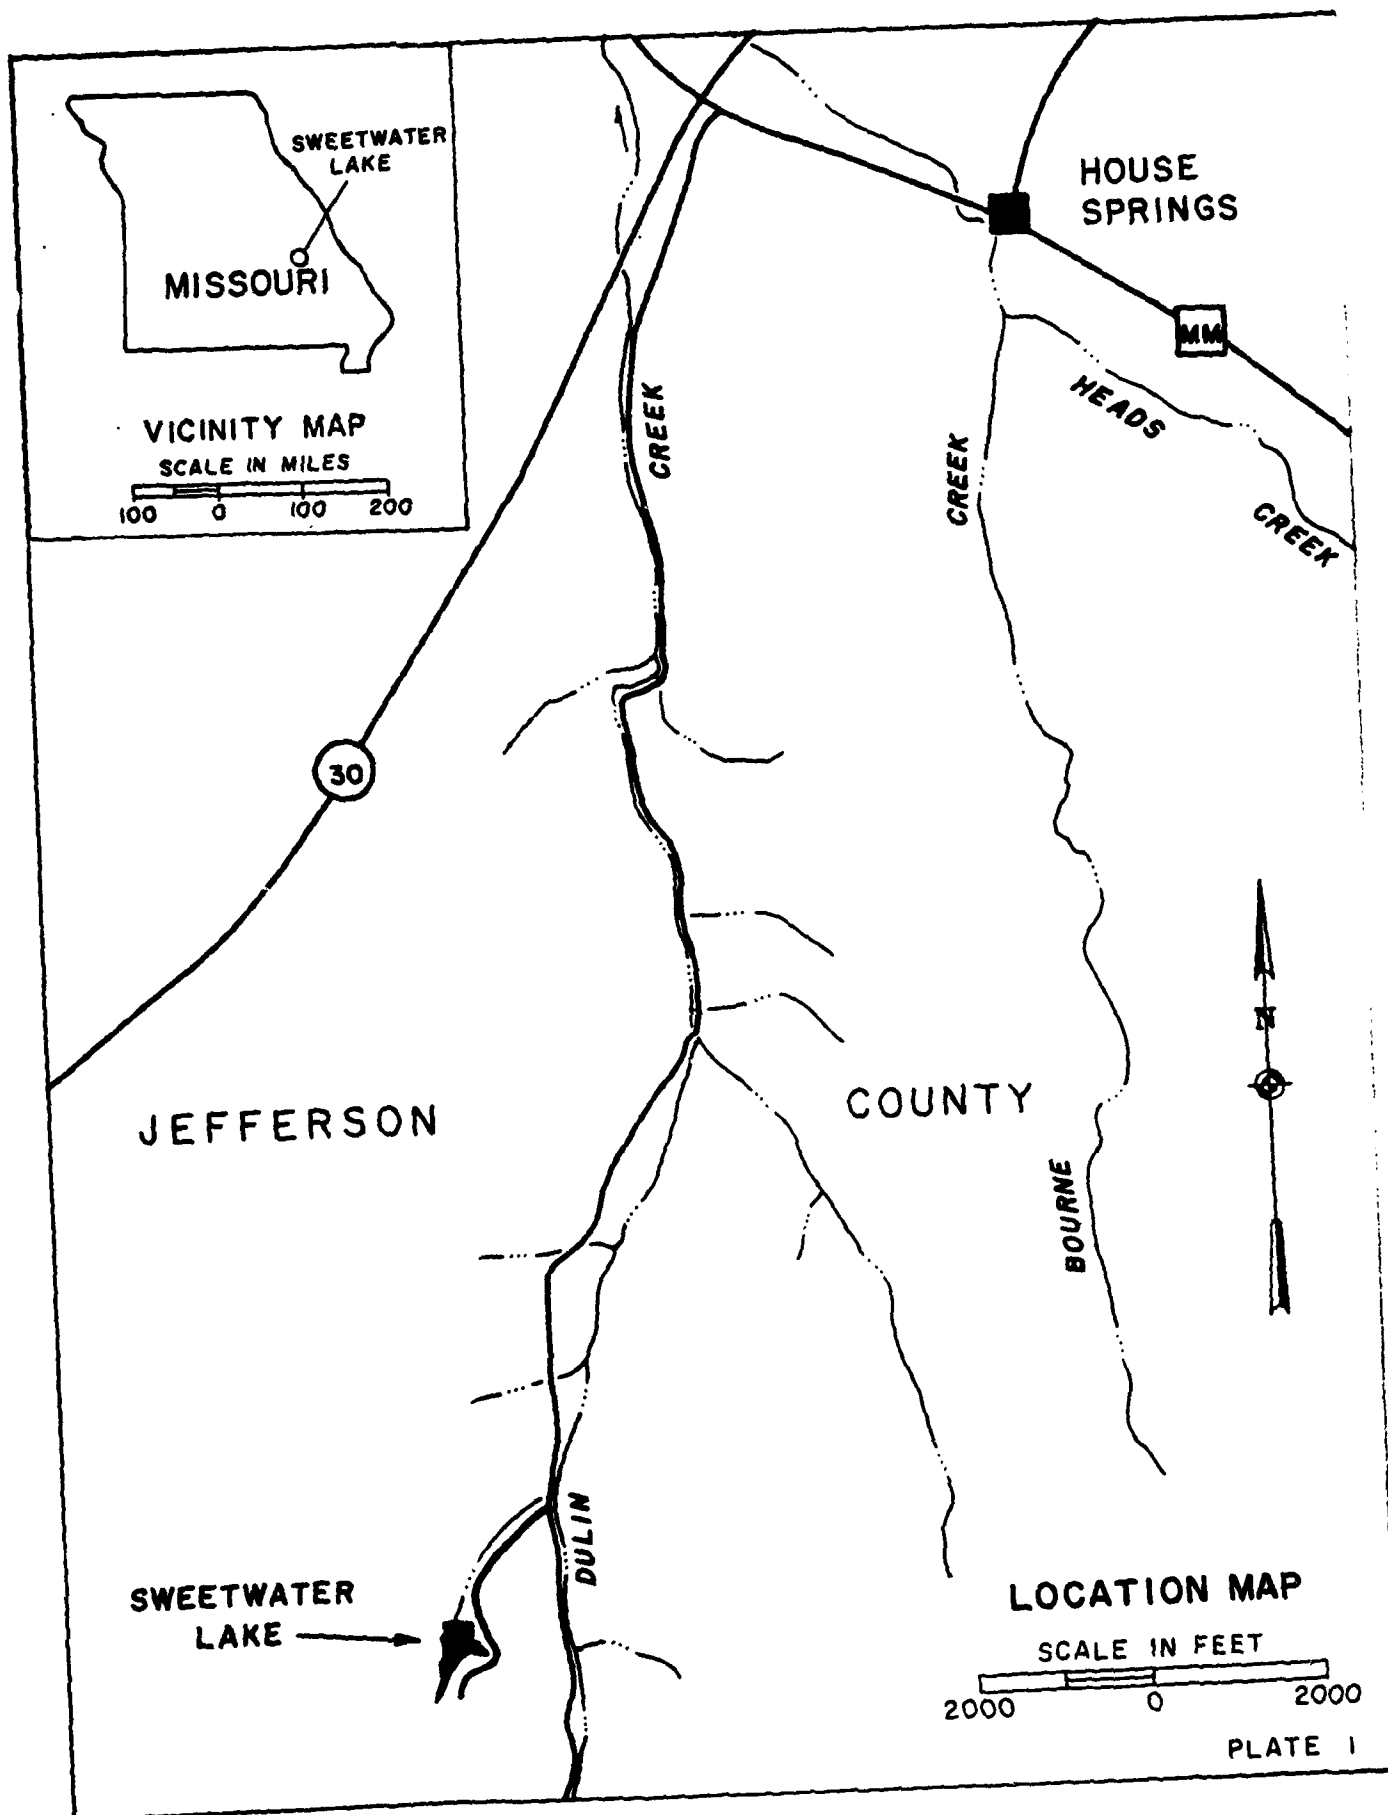 SWEETWATER
LAKE
MISSOURI
VICINITY MAP
SCALE IN MILES
100 0 100 200
HOUSE
SPRINGS
MM
HEADS
CREEK
CREEK
CREEK
30
N
JEFFERSON COUNTY
BOURNE
DULIN
SWEETWATER
LAKE
LOCATION MAP
SCALE IN FEET
2000 0 2000
PLATE 1